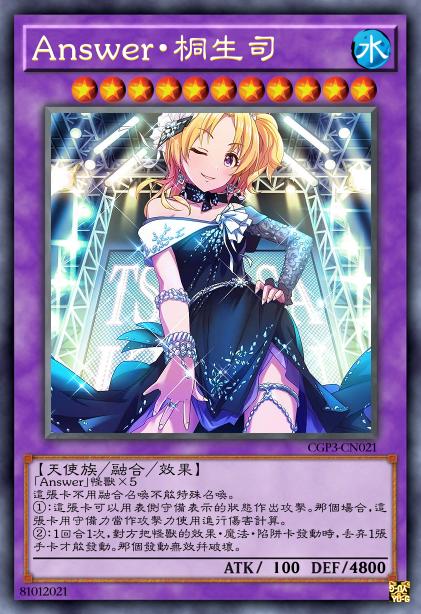 Answer・桐生司
水
CGP3-CN021
【天使族/融合/效果】
「Answer」怪獸×5
這張卡不用融合召喚不能特殊召喚。
①:這張卡可以用表側守備表示的狀態作出攻擊。那個場合,這
張卡用守備力當作攻擊力使用進行傷害計算。
②:1回合1次,對方把怪獸的效果·魔法·陷阱卡發動時,丟弃1張
手卡才能發動。那個發動無效并破壞。
ATK/ 100 DEF/4800
81012021